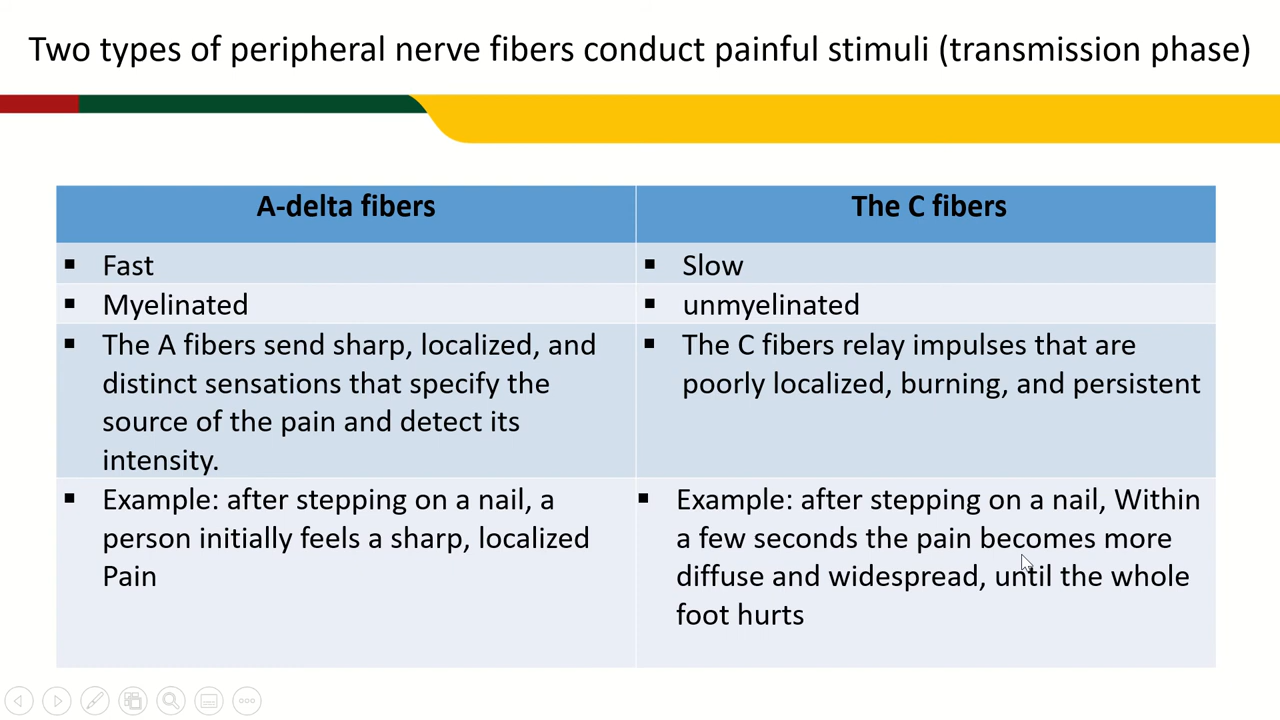 Two types of peripheral nerve fibers conduct painful stimuli (transmission phase)
A-delta fibers
The C fibers
▪ Fast
▪ Slow
▪ Myelinated
▪ unmyelinated
▪ The A fibers send sharp, localized, and
distinct sensations that specify the
source of the pain and detect its
intensity.
▪ The C fibers relay impulses that are
poorly localized, burning, and persistent
▪ Example: after stepping on a nail, a
person initially feels a sharp, localized
Pain
▪ Example: after stepping on a nail, Within
a few seconds the pain becomes more
diffuse and widespread, until the whole
foot hurts